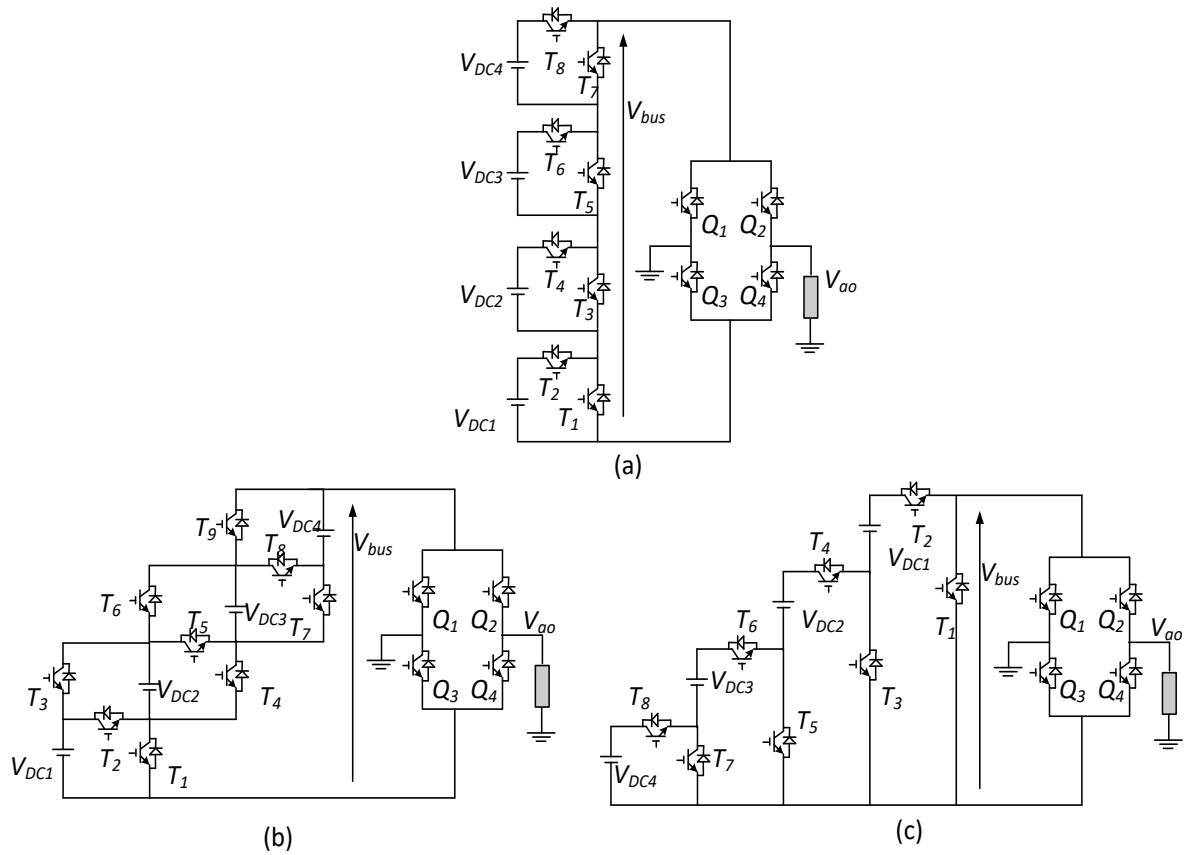 V_DC4
T_8
T_7
V_bus
V_DC3
T_6
T_5
Q_1
Q_2
V_DC2
T_4
T_3
Q_3
Q_4
V_ao
V_DC1
T_2
T_1
(a)
T_9
V_DC4
T_8
V_bus
T_6
T_5
V_DC3
T_7
Q_1
Q_2
V_ao
T_3
V_DC2
T_4
Q_3
Q_4
V_DC1
T_2
T_1
(b)
T_2
V_DC1
T_4
V_bus
T_1
T_6
V_DC2
Q_1
Q_2
V_ao
T_8
V_DC3
T_5
T_3
Q_3
Q_4
V_DC4
T_7
(c)